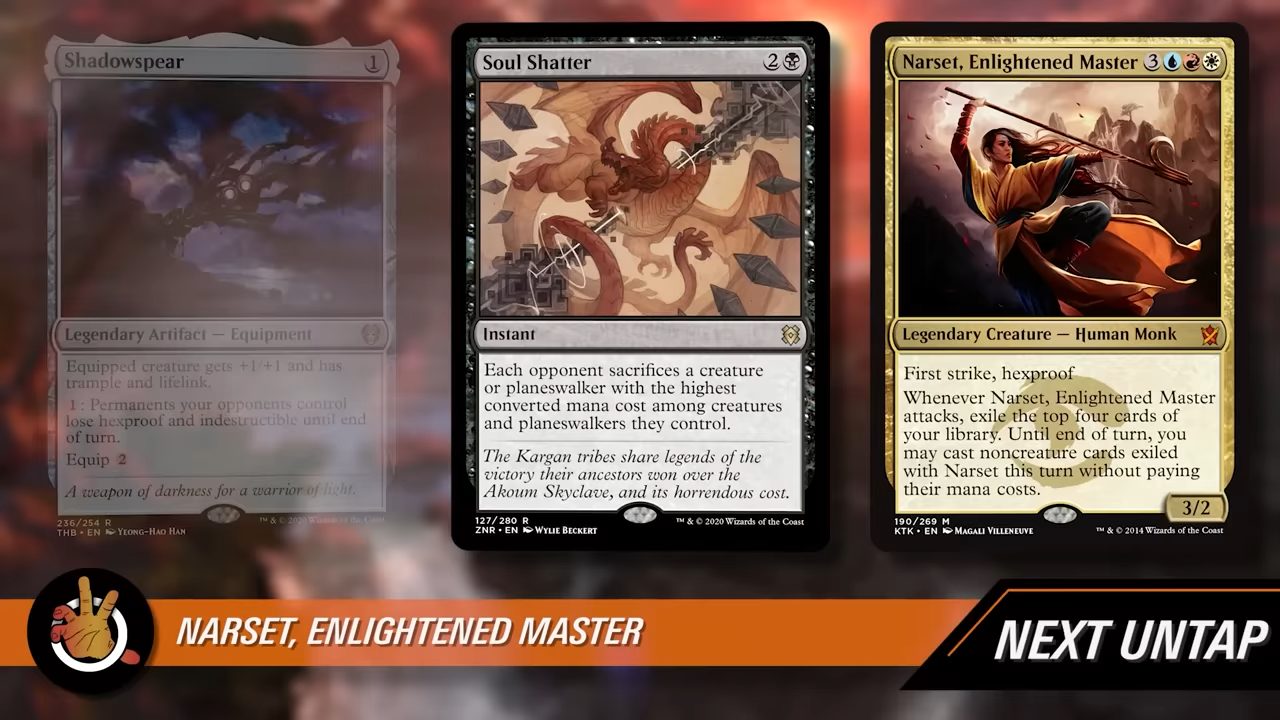 Shadowspear 1
Legendary Artifact — Equipment
Equipped creature gets +1/+1 and has
trample and lifelink.
1 : Permanents your opponents control
lose hexproof and indestructible until end
of turn.
Equip 2
A weapon of darkness for a warrior of light.
236/254 R
THB • EN Yeong-Hao Han
™ & © 2020 Wizards of the Coast
Soul Shatter 2
Instant
Each opponent sacrifices a creature
or planeswalker with the highest
converted mana cost among creatures
and planeswalkers they control.
The Kargan tribes share legends of the
victory their ancestors won over the
Akoum Skyclave, and its horrendous cost.
127/280 R
ZNR • EN Wylie Beckert
™ & © 2020 Wizards of the Coast
Narset, Enlightened Master 3
Legendary Creature — Human Monk
First strike, hexproof
Whenever Narset, Enlightened Master
attacks, exile the top four cards of
your library. Until end of turn, you
may cast noncreature cards exiled
with Narset this turn without paying
their mana costs.
3/2
190/269 M
KTK • EN Magali Villeneuve
™ & © 2014 Wizards of the Coast
NARSET, ENLIGHTENED MASTER
NEXT UNTAP